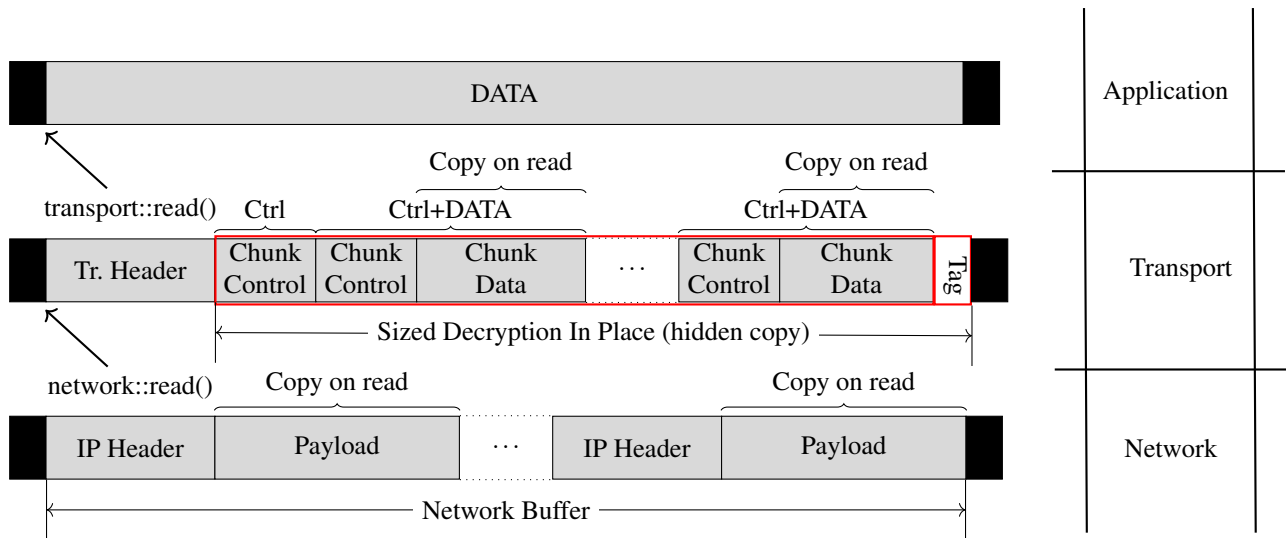 DATA
Application
Copy on read
Copy on read
transport::read()
Ctrl
Ctrl+DATA
Ctrl+DATA
Tr. Header
Chunk
Control
Chunk
Control
Chunk
Data
···
Chunk
Control
Chunk
Data
Tag
Transport
Sized Decryption In Place (hidden copy)
network::read()
Copy on read
Copy on read
IP Header
Payload
···
IP Header
Payload
Network
Network Buffer